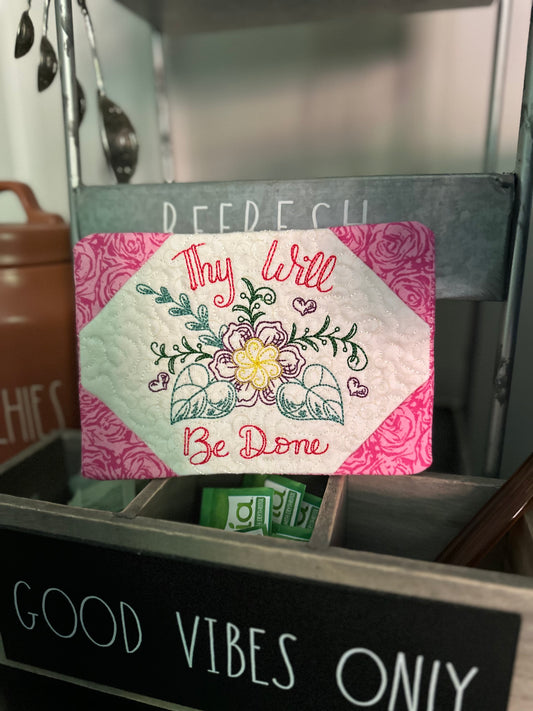 REFRESH
Thy Will
Be Done
GOOD VIBES ONLY